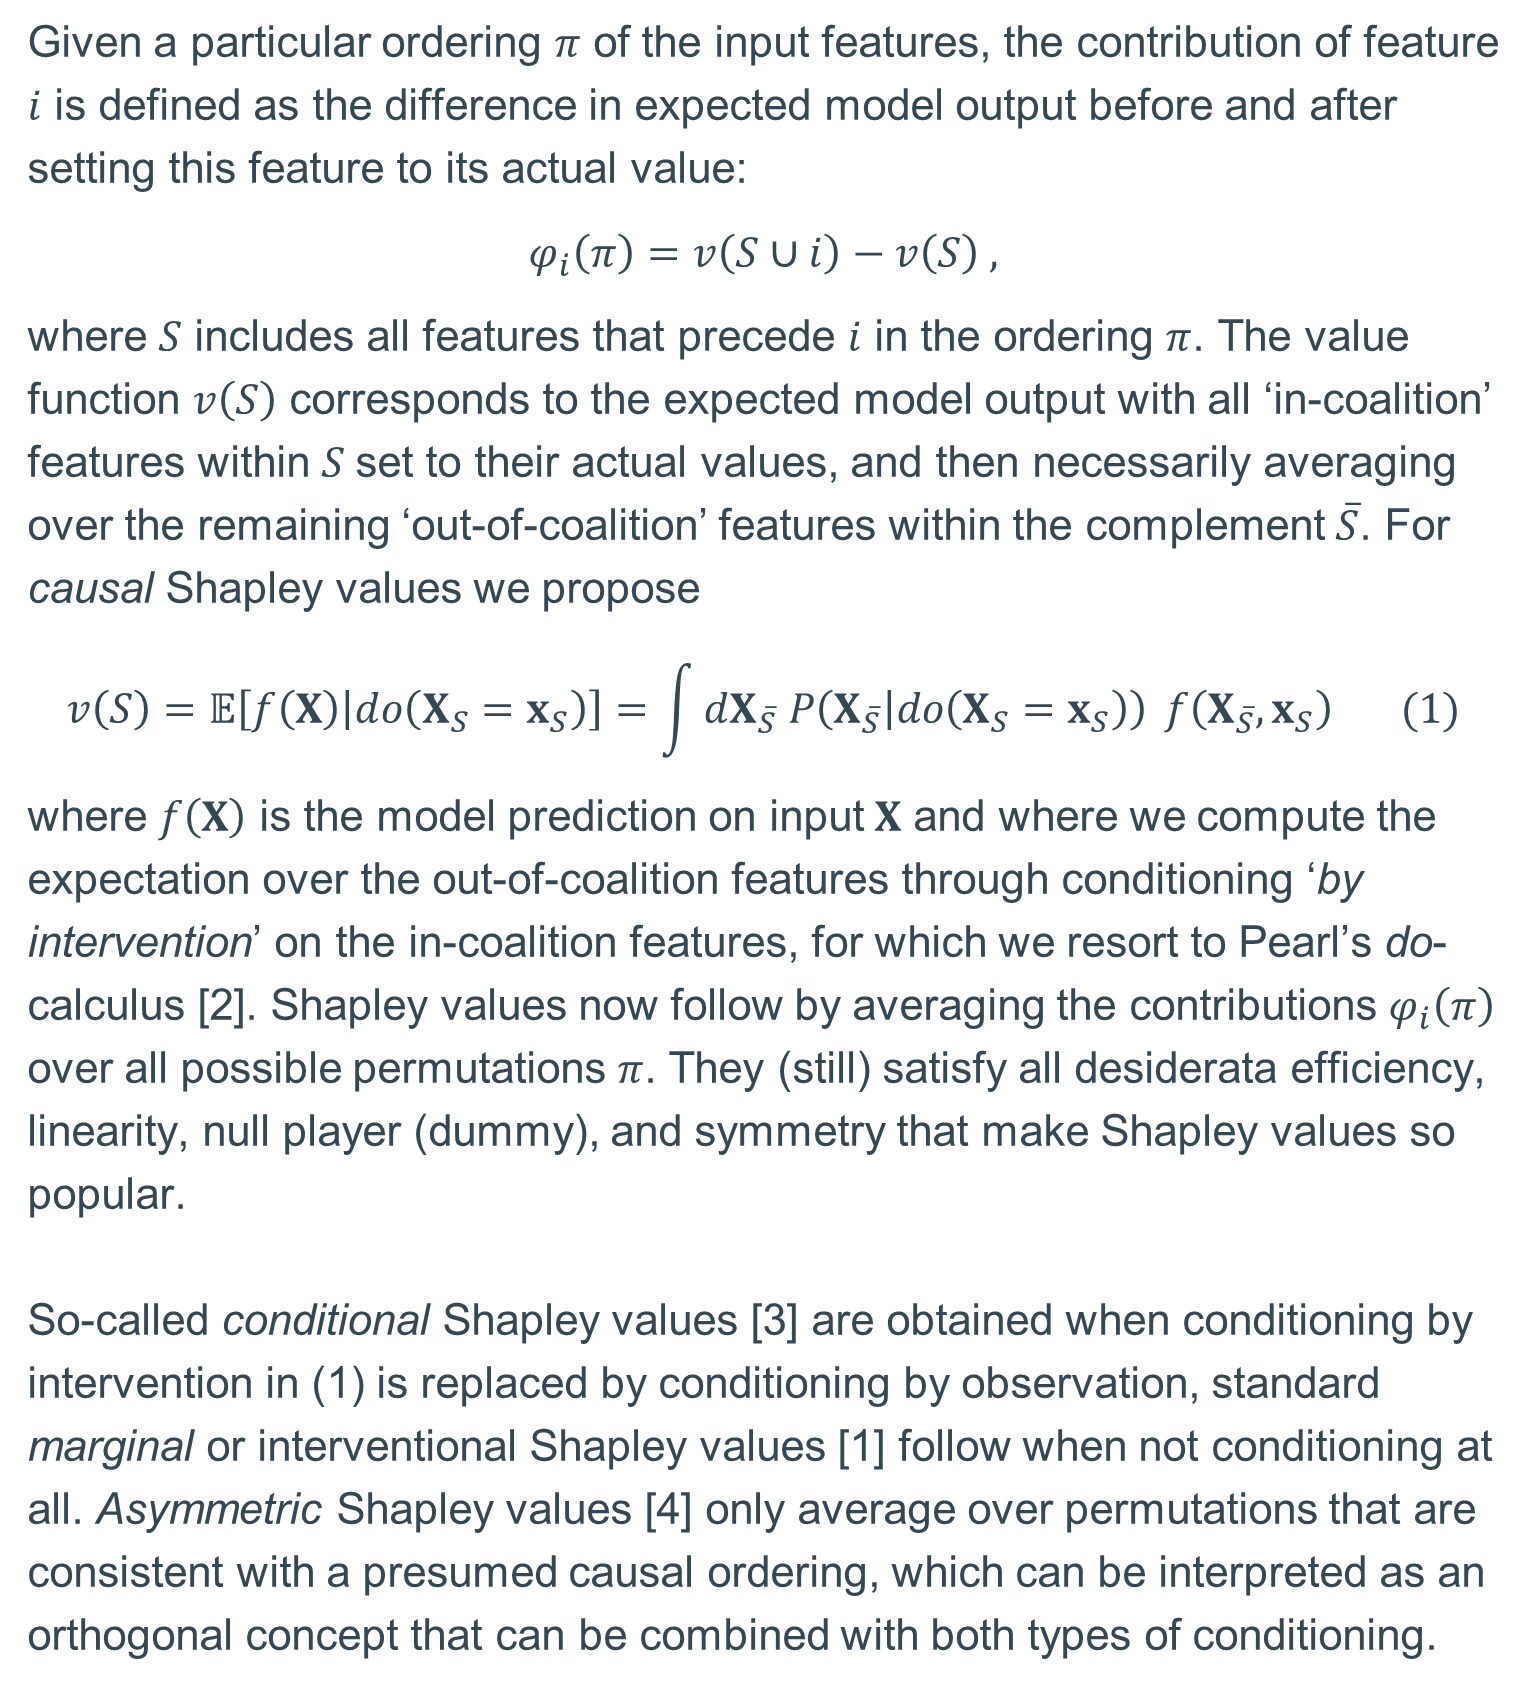 Given a particular ordering π of the input features, the contribution of feature
i is defined as the difference in expected model output before and after
setting this feature to its actual value:
φᵢ(π) = v(S ∪ i) − v(S) ,
where S includes all features that precede i in the ordering π. The value
function v(S) corresponds to the expected model output with all ‘in-coalition’
features within S set to their actual values, and then necessarily averaging
over the remaining ‘out-of-coalition’ features within the complement S̄. For
causal Shapley values we propose
v(S) = 𝔼[f(𝐗)|do(𝐗_S = 𝐱_S)] = ∫ d𝐗_S̄ P(𝐗_S̄|do(𝐗_S = 𝐱_S)) f(𝐗_S̄, 𝐱_S) (1)
where f(𝐗) is the model prediction on input 𝐗 and where we compute the
expectation over the out-of-coalition features through conditioning ‘by
intervention’ on the in-coalition features, for which we resort to Pearl’s do-
calculus [2]. Shapley values now follow by averaging the contributions φᵢ(π)
over all possible permutations π. They (still) satisfy all desiderata efficiency,
linearity, null player (dummy), and symmetry that make Shapley values so
popular.
So-called conditional Shapley values [3] are obtained when conditioning by
intervention in (1) is replaced by conditioning by observation, standard
marginal or interventional Shapley values [1] follow when not conditioning at
all. Asymmetric Shapley values [4] only average over permutations that are
consistent with a presumed causal ordering, which can be interpreted as an
orthogonal concept that can be combined with both types of conditioning.